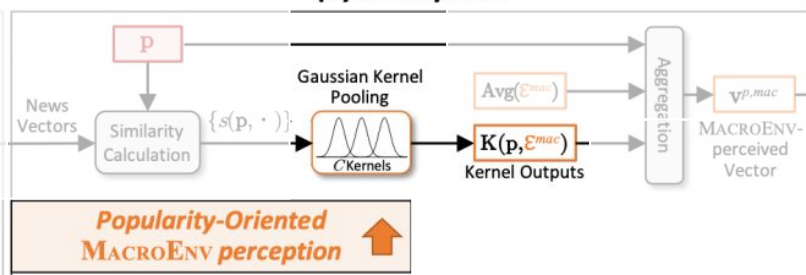 p
News
Vectors
Similarity
Calculation
{s(p, ·)}
Gaussian Kernel
Pooling
C Kernels
Avg(ℰ^{mac})
K(p,ℰ^{mac})
Kernel Outputs
Aggregation
v^{p,mac}
MACROENV-
perceived
Vector
Popularity-Oriented
MACROENV perception